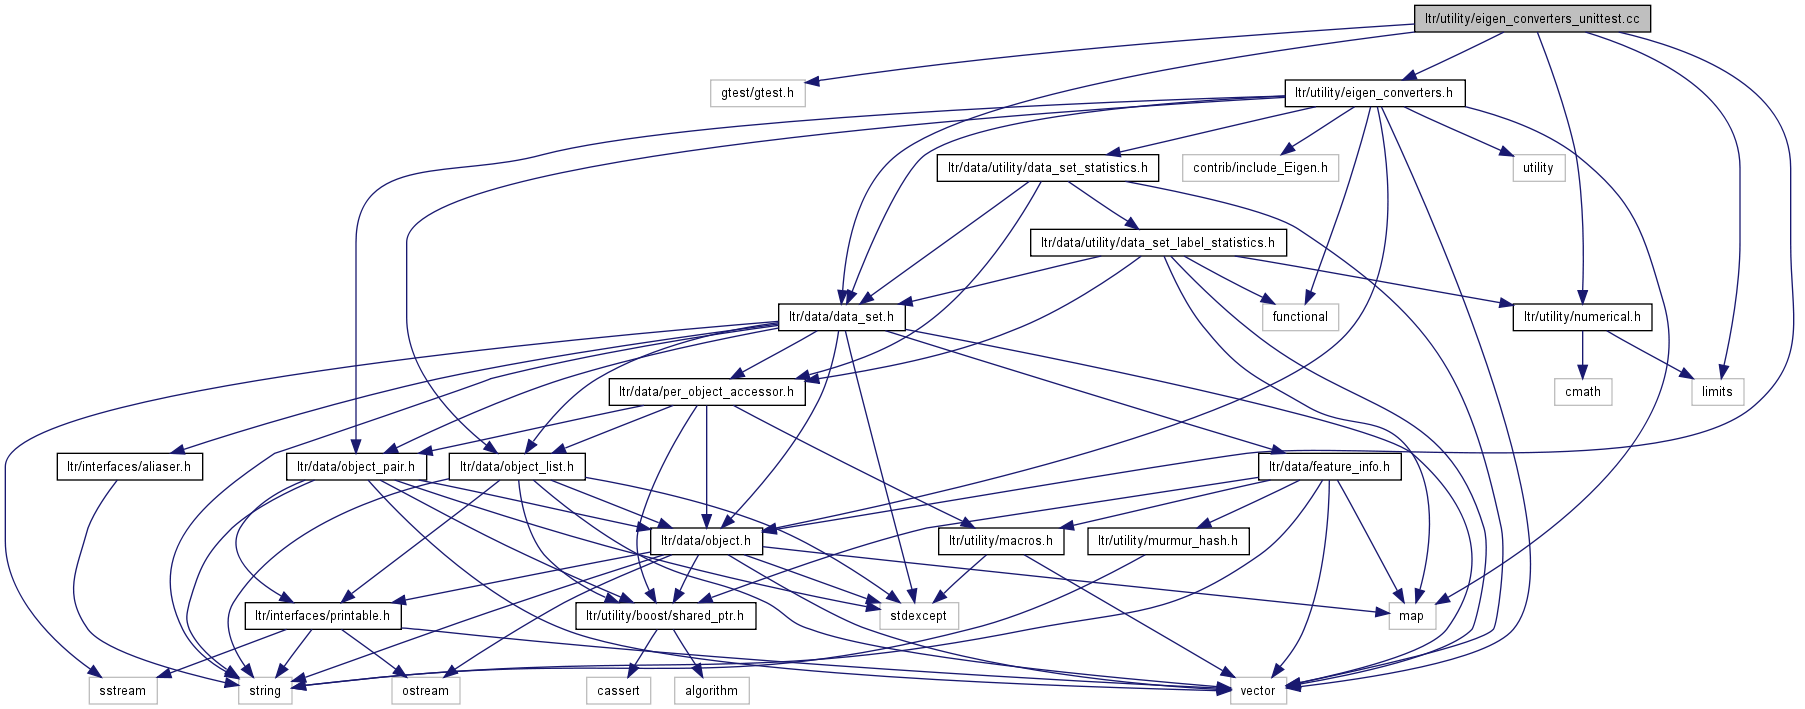 ltr/utility/eigen_converters_unittest.cc
gtest/gtest.h
ltr/utility/eigen_converters.h
ltr/data/utility/data_set_statistics.h
contrib/include_Eigen.h
utility
ltr/data/utility/data_set_label_statistics.h
ltr/data/data_set.h
functional
ltr/utility/numerical.h
ltr/data/per_object_accessor.h
cmath
limits
ltr/interfaces/aliaser.h
ltr/data/object_pair.h
ltr/data/object_list.h
ltr/data/feature_info.h
ltr/data/object.h
ltr/utility/macros.h
ltr/utility/murmur_hash.h
ltr/interfaces/printable.h
ltr/utility/boost/shared_ptr.h
stdexcept
map
sstream
string
ostream
cassert
algorithm
vector